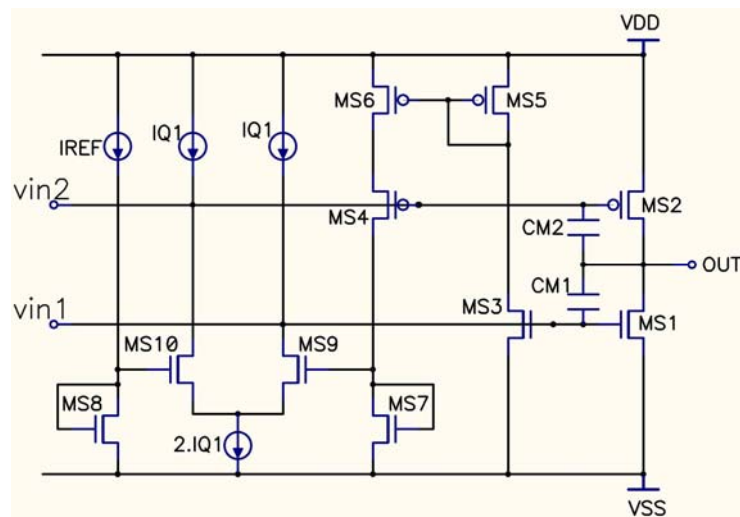 VDD
MS6
MS5
IREF
IQ1
IQ1
vin2
MS4
MS2
CM2
OUT
CM1
vin1
MS3
MS1
MS10
MS9
MS8
MS7
2.IQ1
VSS